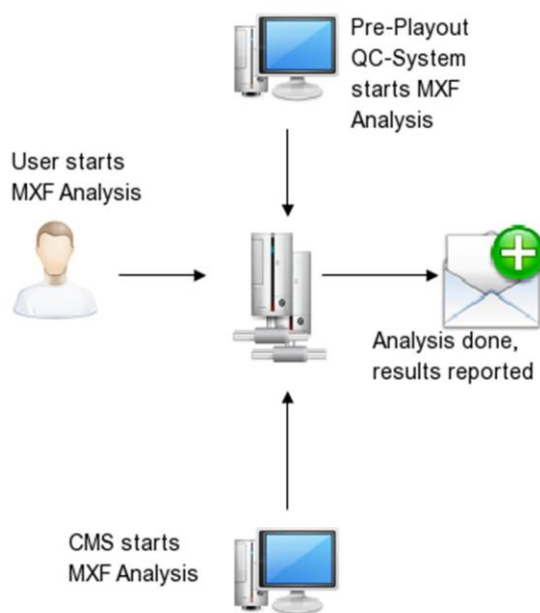 Pre-Playout
QC-System
starts MXF
Analysis
User starts
MXF Analysis
Analysis done,
results reported
CMS starts
MXF Analysis